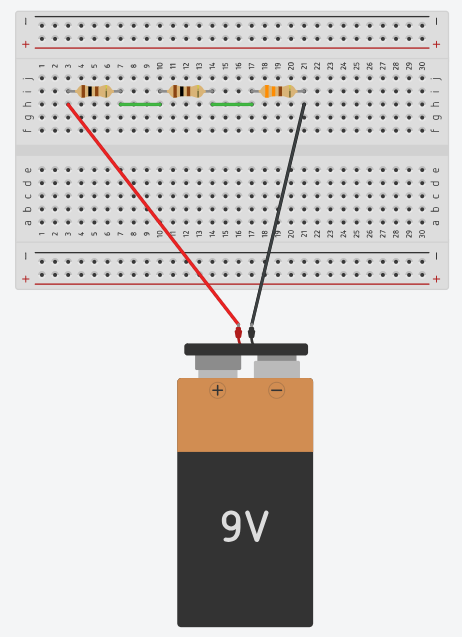 − −
+ +
1 2 3 4 5 6 7 8 9 10 11 12 13 14 15 16 17 18 19 20 21 22 23 24 25 26 27 28 29 30
j j
i i
h h
g g
f f
e e
d d
c c
b b
a a
1 2 3 4 5 6 7 8 9 10 11 12 13 14 15 16 17 18 19 20 21 22 23 24 25 26 27 28 29 30
− −
+ +
+ −
9V